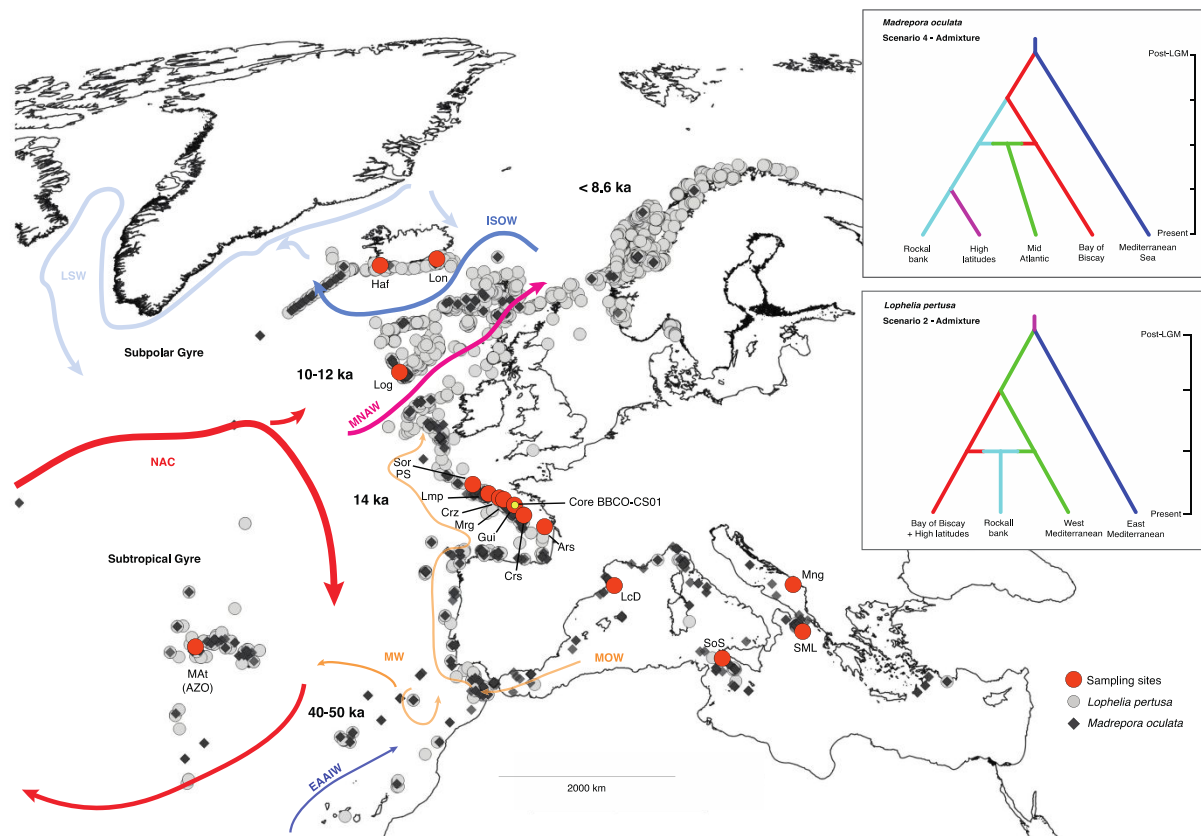 Madrepora oculata
Scenario 4 - Admixture
Post-LGM
Present
Rockal
bank
High
latitudes
Mid
Atlantic
Bay of
Biscay
Mediterranean
Sea
Lophelia pertusa
Scenario 2 - Admixture
Post-LGM
Present
Bay of Biscay
+ High latitudes
Rockall
bank
West
Mediterranean
East
Mediterranean
< 8.6 ka
ISOW
LSW
Haf
Lon
Subpolar Gyre
10-12 ka
Log
MNAW
NAC
Sor
PS
14 ka
Lmp
Crz
Mrg
Gui
Crs
Core BBCO-CS01
Ars
Subtropical Gyre
LcD
Mng
SML
SoS
MAt
(AZO)
MW
MOW
40-50 ka
EAAIW
Sampling sites
Lophelia pertusa
Madrepora oculata
2000 km